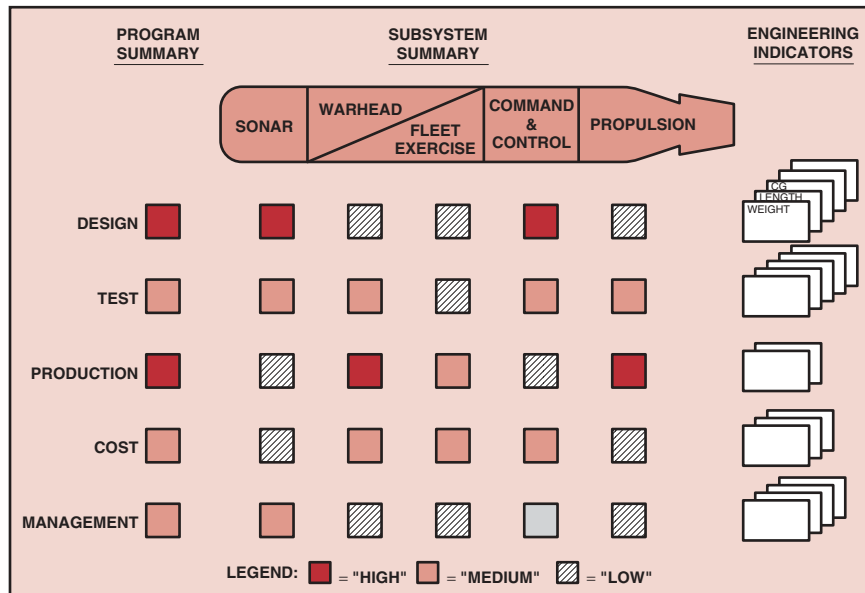 PROGRAM
SUMMARY
SUBSYSTEM
SUMMARY
ENGINEERING
INDICATORS
SONAR
WARHEAD
FLEET
EXERCISE
COMMAND
&
CONTROL
PROPULSION
DESIGN
CG
LENGTH
WEIGHT
TEST
PRODUCTION
COST
MANAGEMENT
LEGEND: = "HIGH" = "MEDIUM" = "LOW"